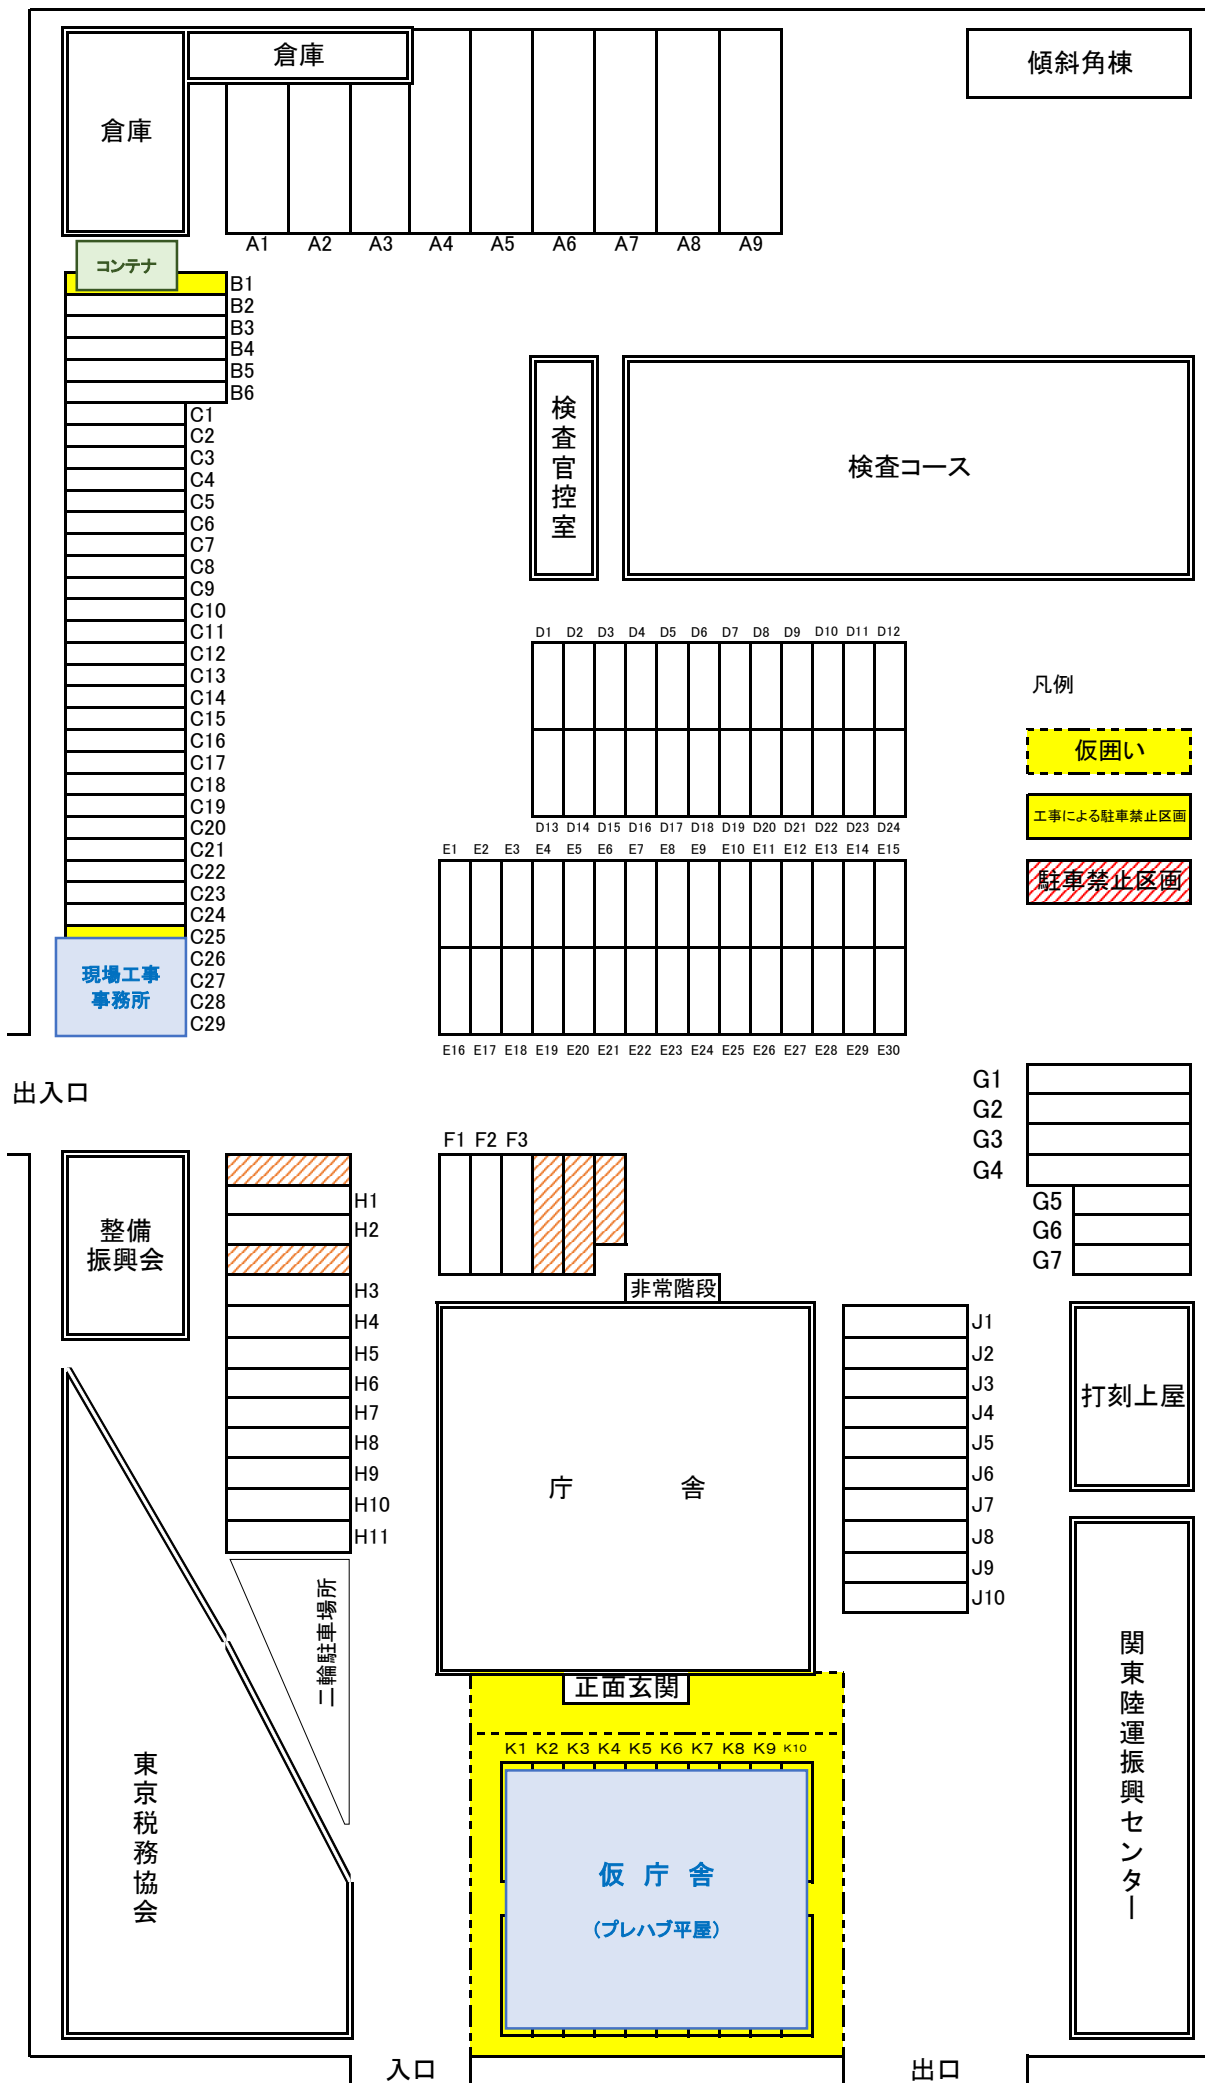 倉庫
傾斜角棟
倉庫
A1 A2 A3 A4 A5 A6 A7 A8 A9
コンテナ
B1
B2
B3
B4
B5
B6
C1
C2
C3
C4
C5
C6
C7
C8
C9
C10
C11
C12
C13
C14
C15
C16
C17
C18
C19
C20
C21
C22
C23
C24
C25
C26
C27
C28
C29
現場工事
事務所
検査官控室
検査コース
D1 D2 D3 D4 D5 D6 D7 D8 D9 D10 D11 D12
D13 D14 D15 D16 D17 D18 D19 D20 D21 D22 D23 D24
E1 E2 E3 E4 E5 E6 E7 E8 E9 E10 E11 E12 E13 E14 E15
E16 E17 E18 E19 E20 E21 E22 E23 E24 E25 E26 E27 E28 E29 E30
凡例
仮囲い
工事による駐車禁止区画
駐車禁止区画
出入口
G1
G2
G3
G4
G5
G6
G7
F1 F2 F3
整備
振興会
H1
H2
H3
H4
H5
H6
H7
H8
H9
H10
H11
非常階段
庁 舎
J1
J2
J3
J4
J5
J6
J7
J8
J9
J10
打刻上屋
二輪駐車場所
東京税務協会
関東陸運振興センター
正面玄関
K1 K2 K3 K4 K5 K6 K7 K8 K9 K10
仮 庁 舎
（プレハブ平屋）
入口
出口